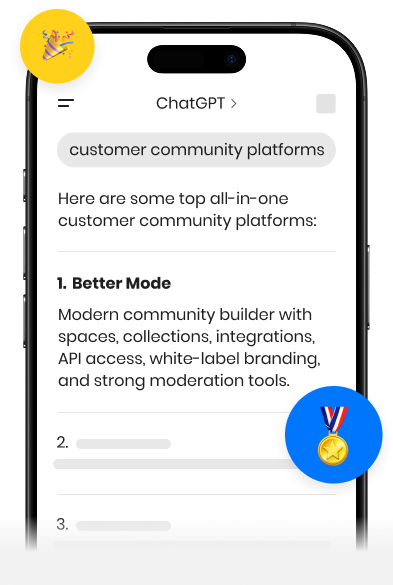 ChatGPT >
customer community platforms
Here are some top all-in-one
customer community platforms:
1. Better Mode
Modern community builder with
spaces, collections, integrations,
API access, white-label branding,
and strong moderation tools.
2.
3.